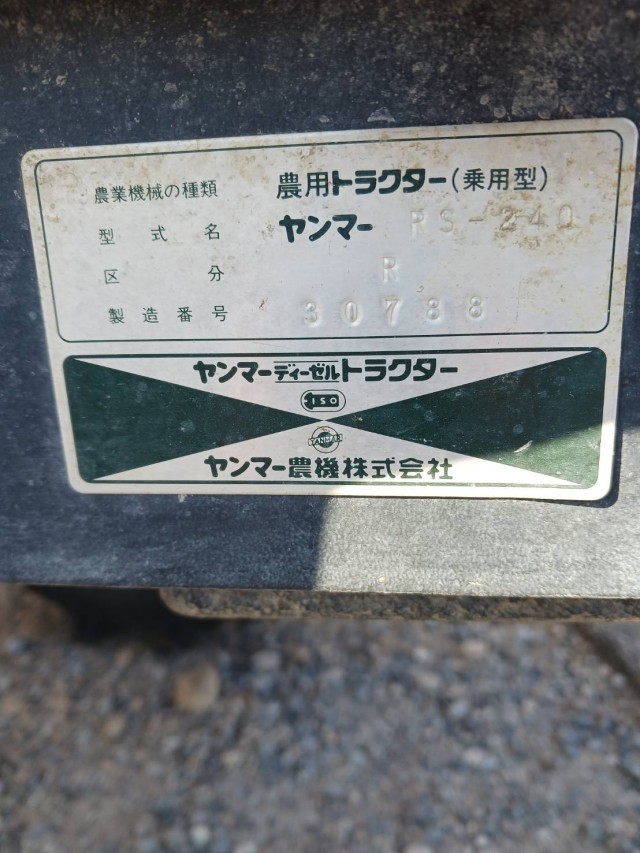 農業機械の種類 農用トラクター(乗用型)
型式名 ヤンマー RS-240
区分 R
製造番号 30788
ヤンマーディーゼルトラクター
ISO
YANMAR
ヤンマー農機株式会社